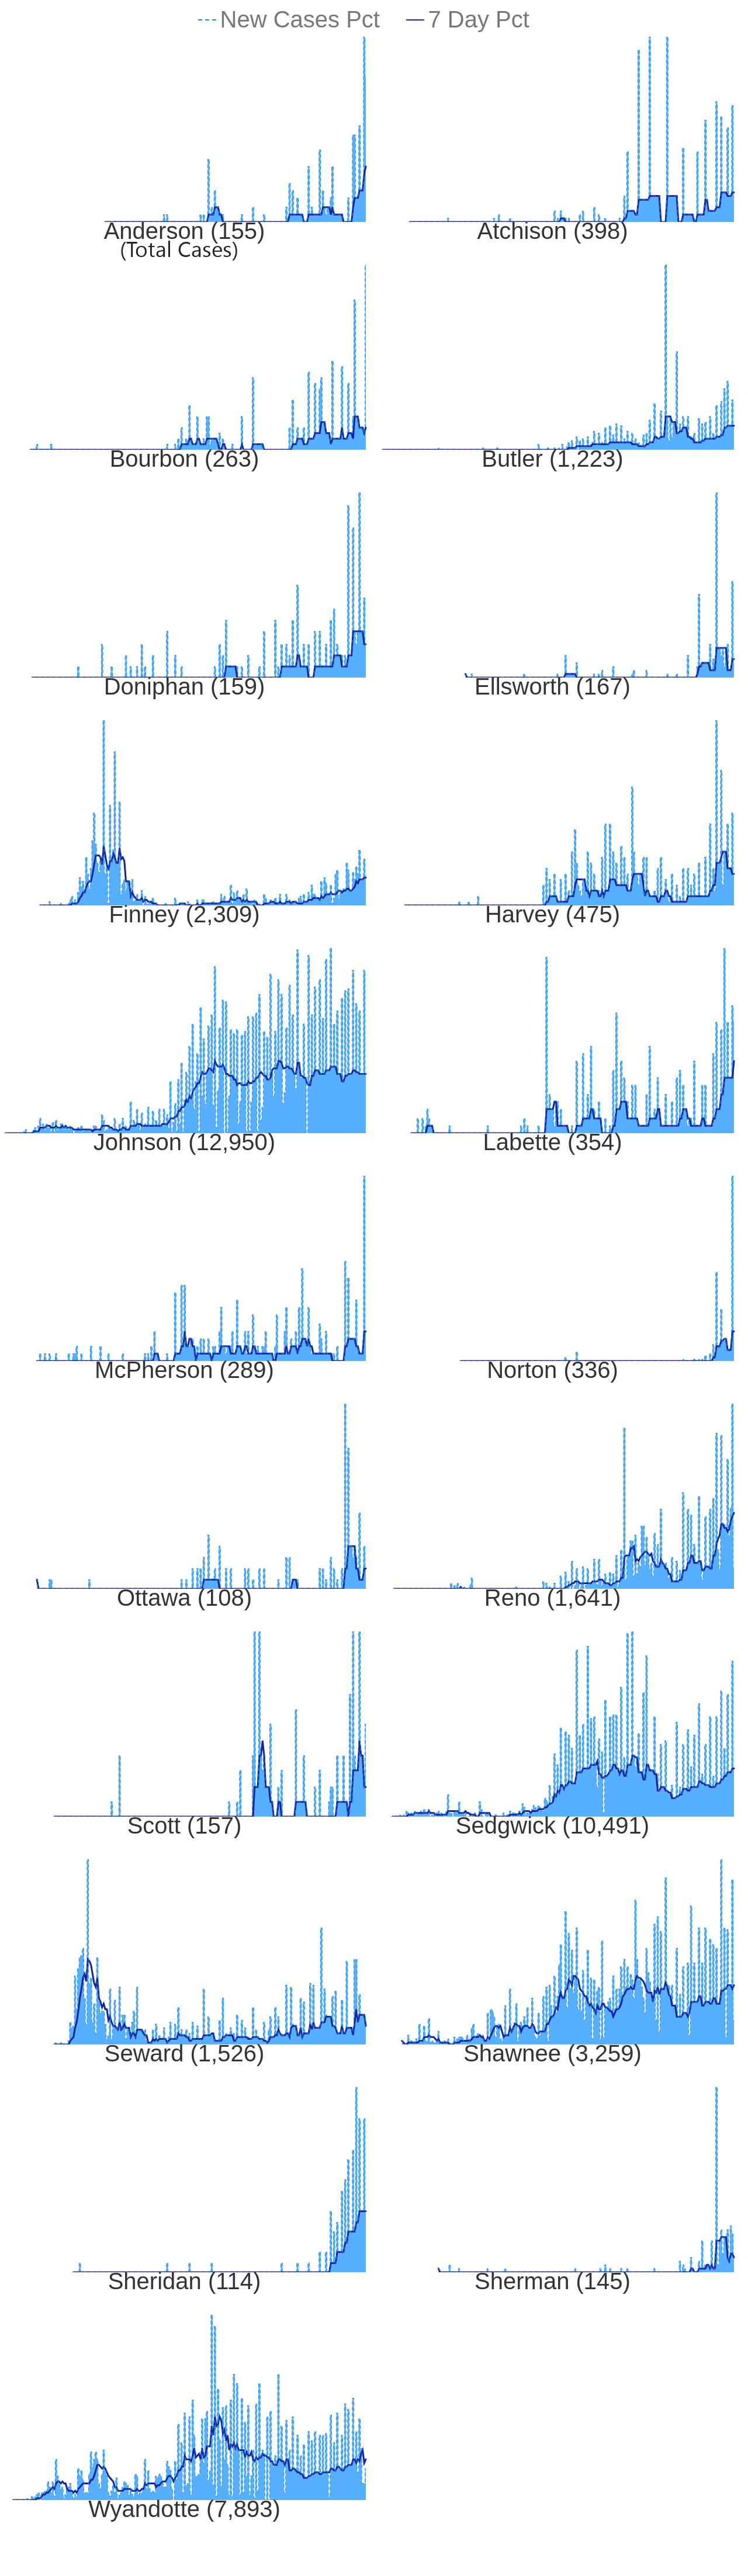 New Cases Pct 7 Day Pct
Anderson (155) Atchison (398)
(Total Cases)
Bourbon (263) Butler (1,223)
Doniphan (159) Ellsworth (167)
Finney (2,309) Harvey (475)
Johnson (12,950) Labette (354)
McPherson (289) Norton (336)
Ottawa (108) Reno (1,641)
Scott (157) Sedgwick (10,491)
Seward (1,526) Shawnee (3,259)
Sheridan (114) Sherman (145)
Wyandotte (7,893)